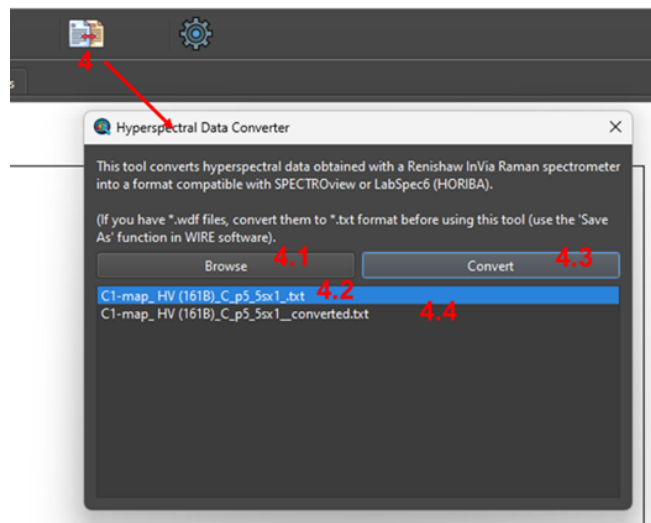 4
s
Hyperspectral Data Converter
This tool converts hyperspectral data obtained with a Renishaw InVia Raman spectrometer
into a format compatible with SPECTROview or LabSpec6 (HORIBA).
(If you have *.wdf files, convert them to *.txt format before using this tool (use the 'Save
As' function in WIRE software).
Browse 4.1 Convert 4.3
C1-map_ HV (161B)_C_p5_5sx1_.txt 4.2
C1-map_ HV (161B)_C_p5_5sx1__converted.txt 4.4